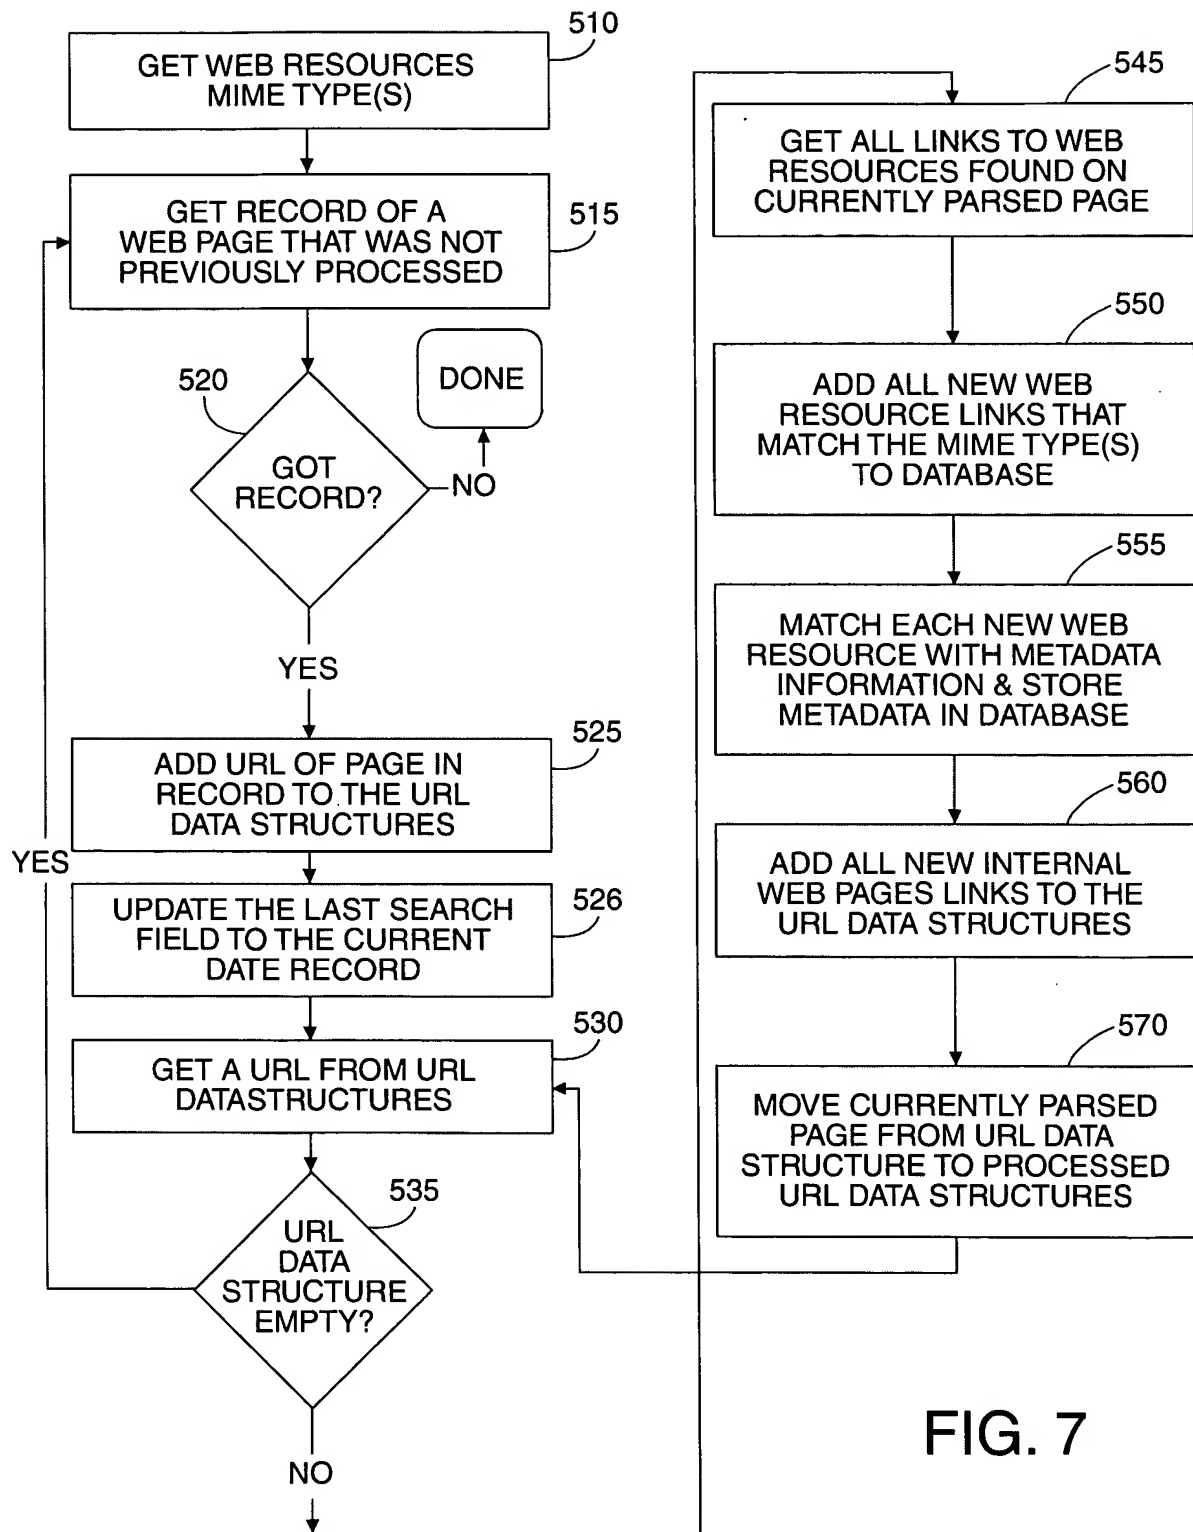 510
GET WEB RESOURCES
MIME TYPE(S)
515
GET RECORD OF A
WEB PAGE THAT WAS NOT
PREVIOUSLY PROCESSED
520
GOT
RECORD?
NO
DONE
YES
525
ADD URL OF PAGE IN
RECORD TO THE URL
DATA STRUCTURES
YES
526
UPDATE THE LAST SEARCH
FIELD TO THE CURRENT
DATE RECORD
530
GET A URL FROM URL
DATASTRUCTURES
535
URL
DATA
STRUCTURE
EMPTY?
NO
545
GET ALL LINKS TO WEB
RESOURCES FOUND ON
CURRENTLY PARSED PAGE
550
ADD ALL NEW WEB
RESOURCE LINKS THAT
MATCH THE MIME TYPE(S)
TO DATABASE
555
MATCH EACH NEW WEB
RESOURCE WITH METADATA
INFORMATION & STORE
METADATA IN DATABASE
560
ADD ALL NEW INTERNAL
WEB PAGES LINKS TO THE
URL DATA STRUCTURES
570
MOVE CURRENTLY PARSED
PAGE FROM URL DATA
STRUCTURE TO PROCESSED
URL DATA STRUCTURES
FIG. 7